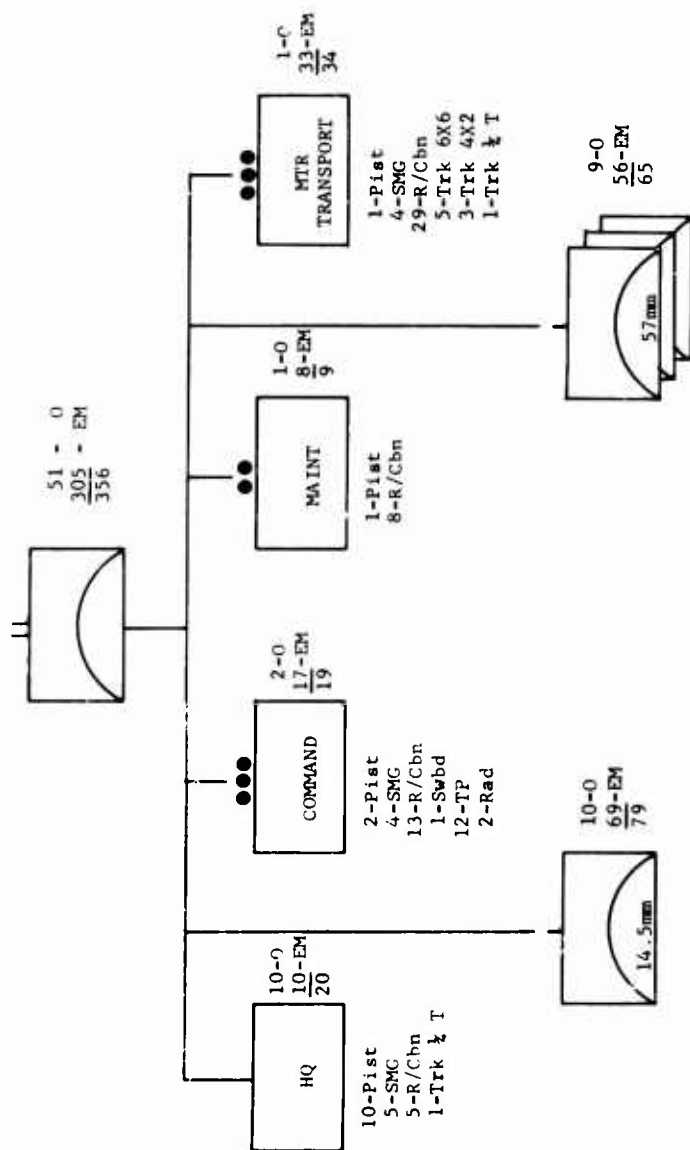 51 - O
305 - EM
356
10-O
10-EM
20
HQ
10-Pist
5-SMG
5-R/Cbn
1-Trk ¼ T
2-O
17-EM
19
COMMAND
2-Pist
4-SMG
13-R/Cbn
1-Swbd
12-TP
2-Rad
1-O
8-EM
9
MAINT
1-Pist
8-R/Cbn
1-O
33-EM
34
MTR
TRANSPORT
1-Pist
4-SMG
29-R/Cbn
5-Trk 6X6
3-Trk 4X2
1-Trk ¼ T
10-O
69-EM
79
14.5mm
9-O
56-EM
65
57mm